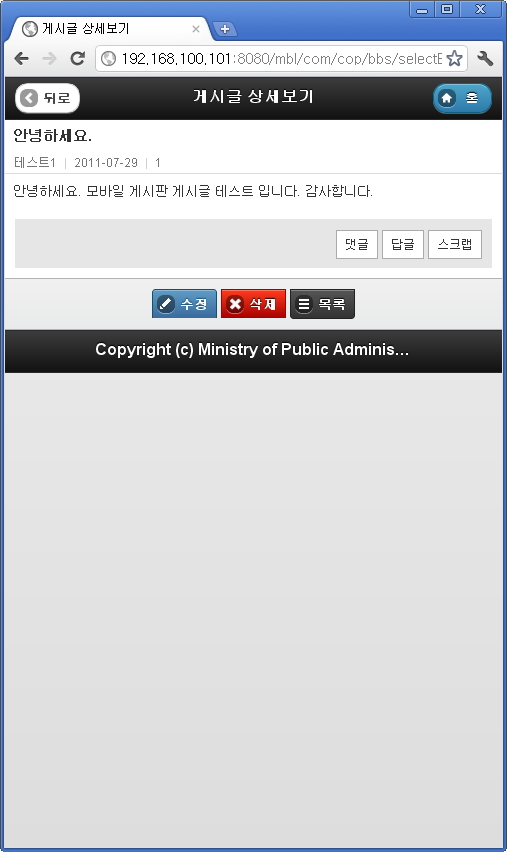 게시글 상세보기
192.168.100.101:8080/mbl/com/cop/bbs/selectB
뒤로 게시글 상세보기 홈
안녕하세요.
테스트1 | 2011-07-29 | 1
안녕하세요. 모바일 게시판 게시글 테스트 입니다. 감사합니다.
댓글 답글 스크랩
수정 삭제 목록
Copyright (c) Ministry of Public Adminis...